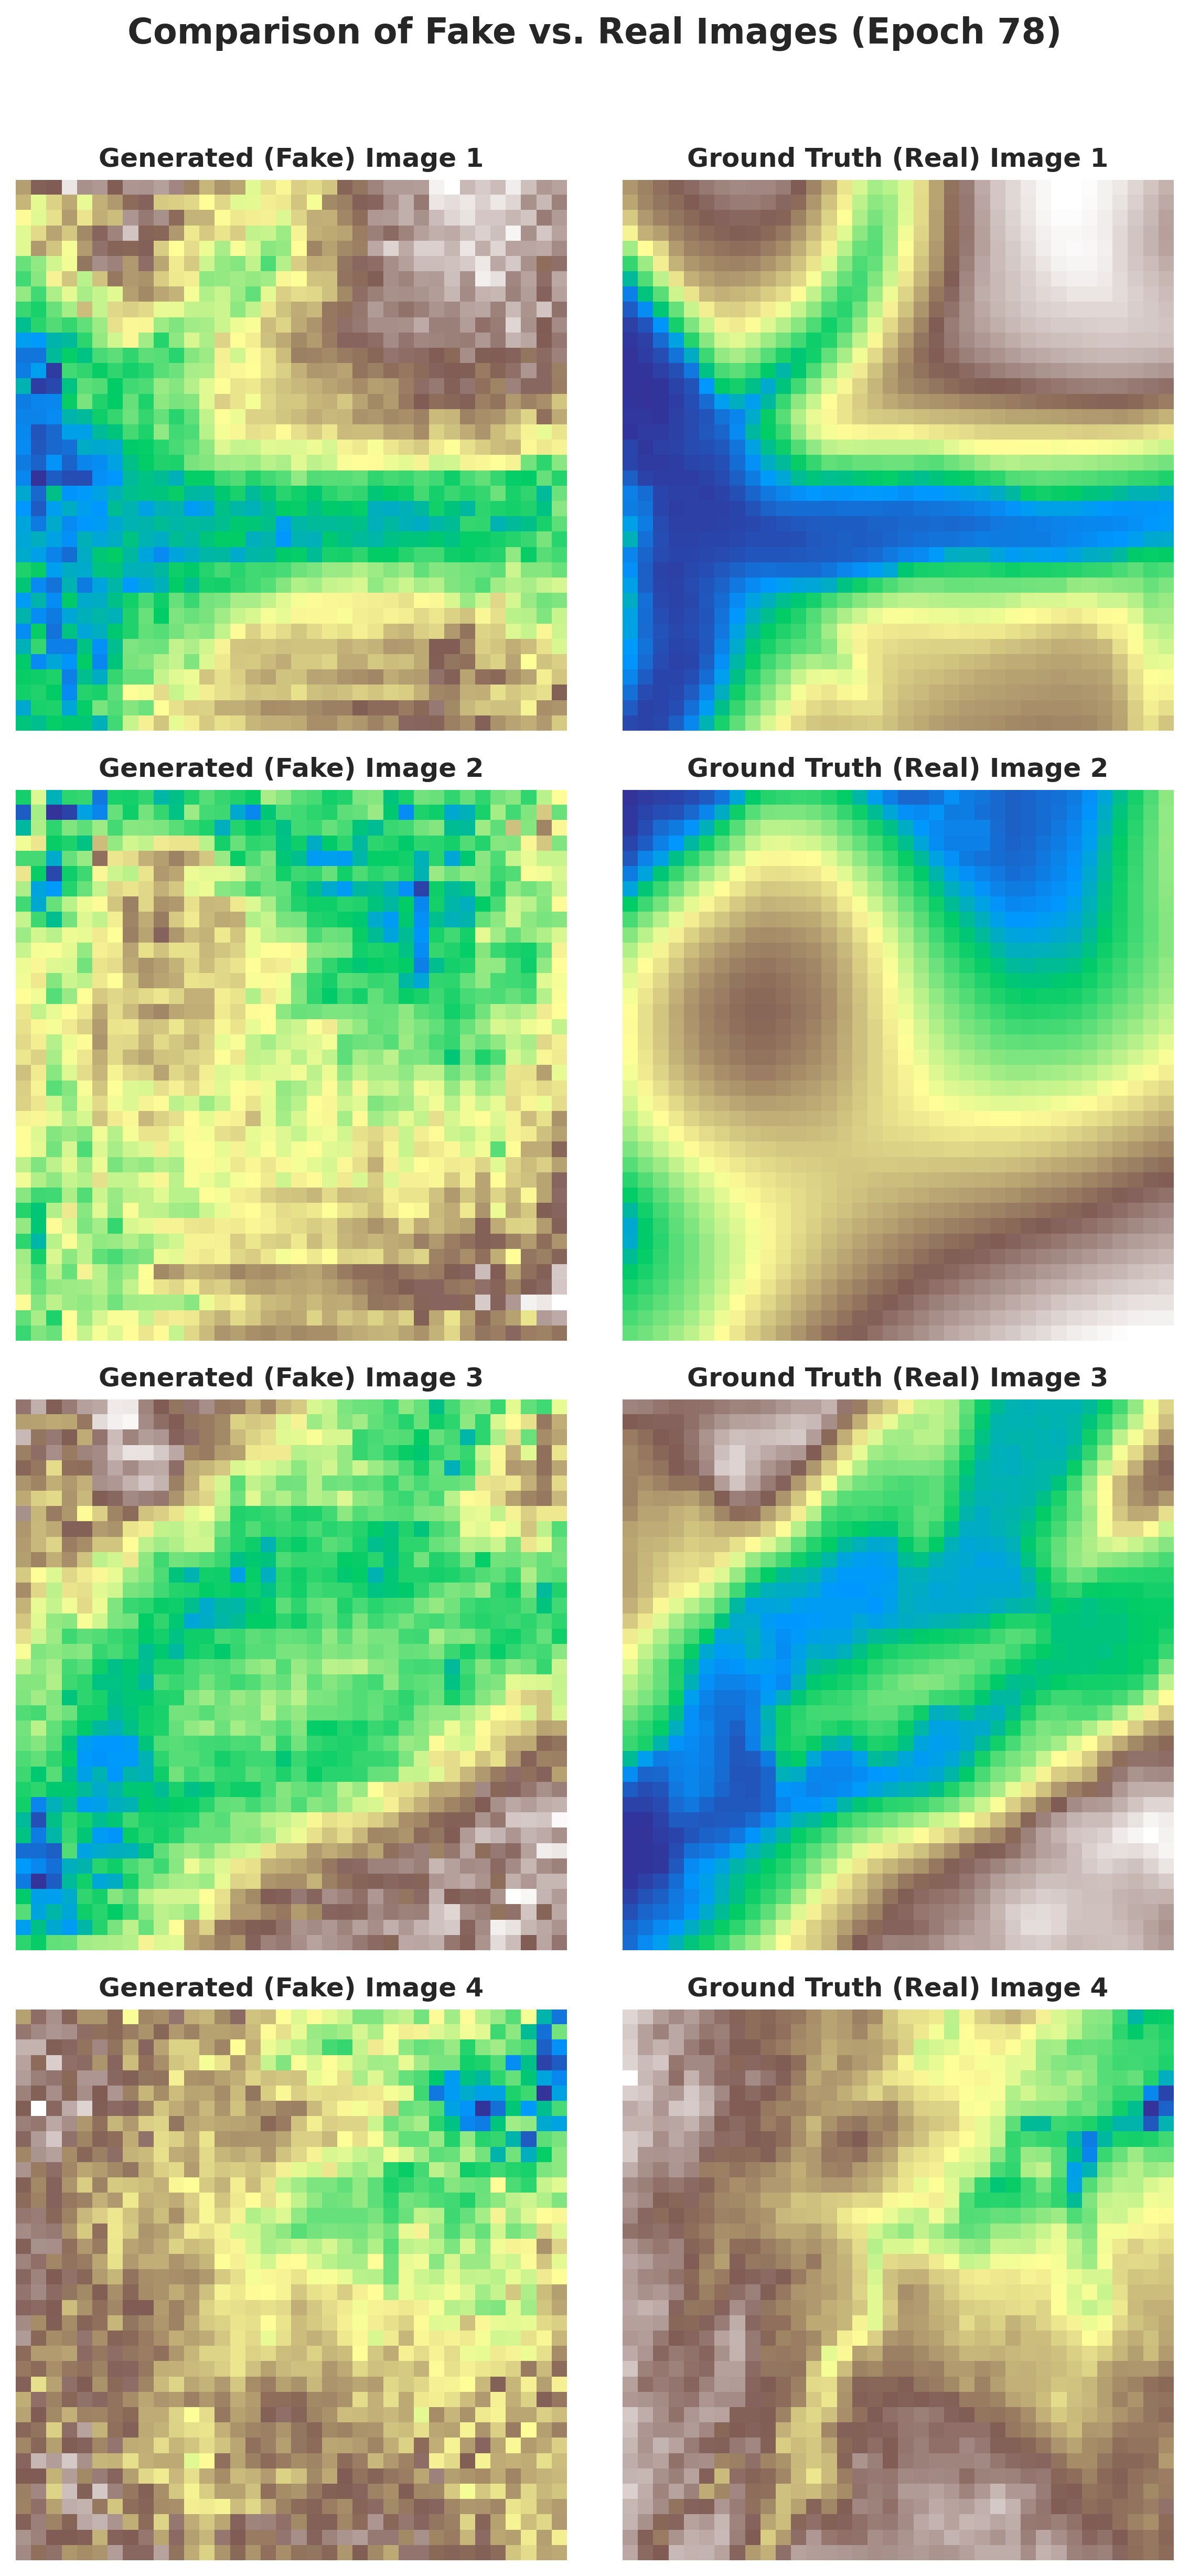 Comparison of Fake vs. Real Images (Epoch 78)
Generated (Fake) Image 1
Ground Truth (Real) Image 1
Generated (Fake) Image 2
Ground Truth (Real) Image 2
Generated (Fake) Image 3
Ground Truth (Real) Image 3
Generated (Fake) Image 4
Ground Truth (Real) Image 4